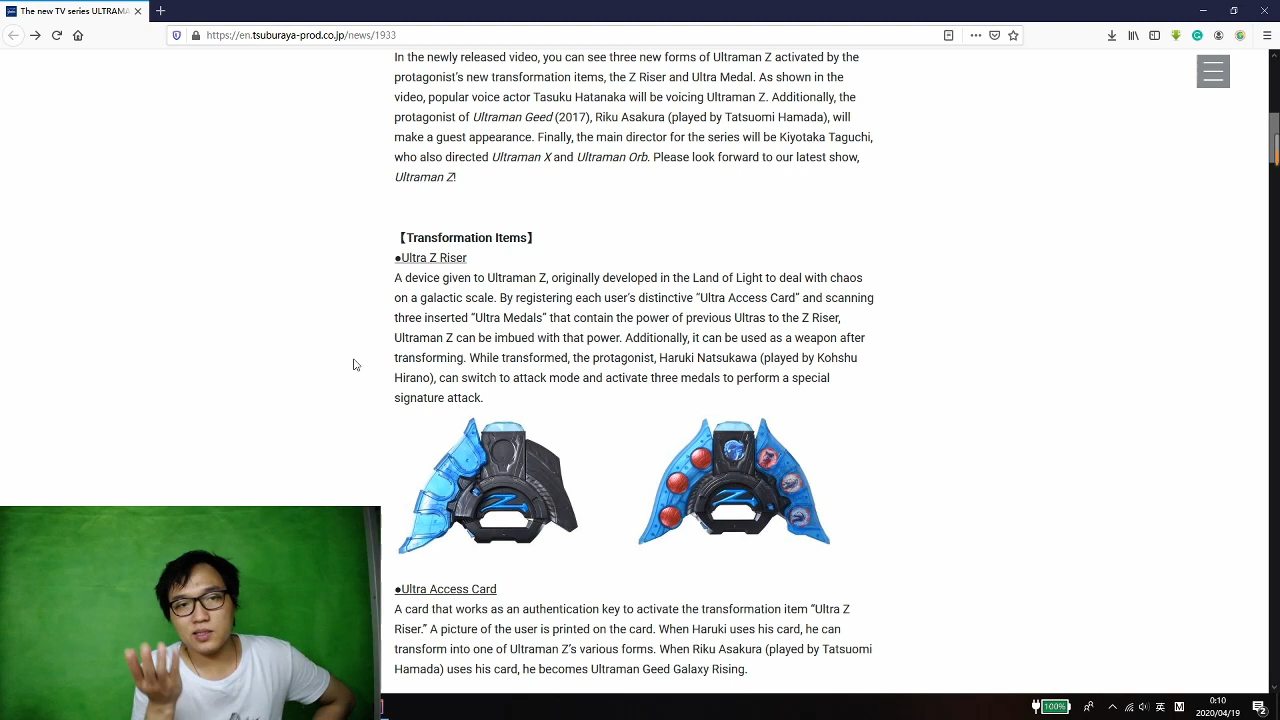 The new TV series ULTRAMA
https://en.tsuburaya-prod.co.jp/news/1933
In the newly released video, you can see three new forms of Ultraman Z activated by the
protagonist's new transformation items, the Z Riser and Ultra Medal. As shown in the
video, popular voice actor Tasuku Hatanaka will be voicing Ultraman Z. Additionally, the
protagonist of Ultraman Geed (2017), Riku Asakura (played by Tatsuomi Hamada), will
make a guest appearance. Finally, the main director for the series will be Kiyotaka Taguchi,
who also directed Ultraman X and Ultraman Orb. Please look forward to our latest show,
Ultraman Z!
【Transformation Items】
●Ultra Z Riser
A device given to Ultraman Z, originally developed in the Land of Light to deal with chaos
on a galactic scale. By registering each user's distinctive “Ultra Access Card” and scanning
three inserted “Ultra Medals” that contain the power of previous Ultras to the Z Riser,
Ultraman Z can be imbued with that power. Additionally, it can be used as a weapon after
transforming. While transformed, the protagonist, Haruki Natsukawa (played by Kohshu
Hirano), can switch to attack mode and activate three medals to perform a special
signature attack.
●Ultra Access Card
A card that works as an authentication key to activate the transformation item “Ultra Z
Riser.” A picture of the user is printed on the card. When Haruki uses his card, he can
transform into one of Ultraman Z's various forms. When Riku Asakura (played by Tatsuomi
Hamada) uses his card, he becomes Ultraman Geed Galaxy Rising.
100%
英
M
0:10
2020/04/19
2